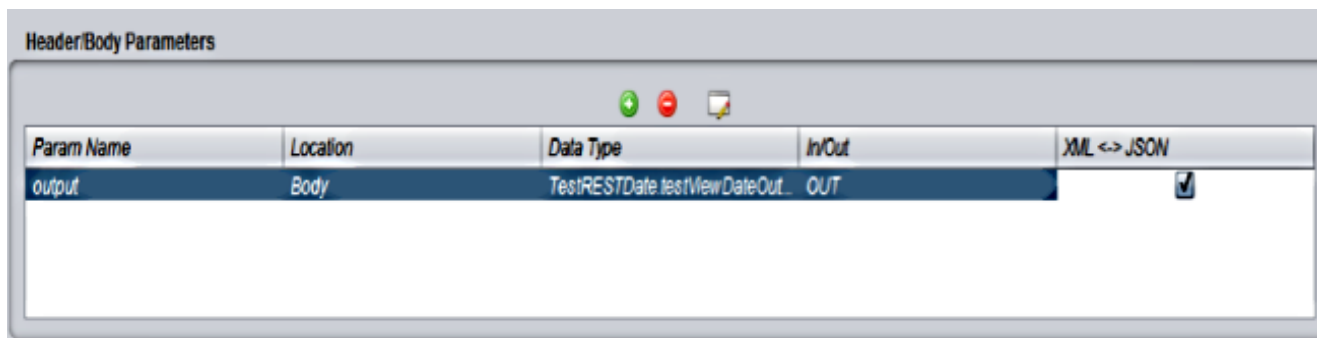 Header/Body Parameters
Param Name Location Data Type In/Out XML <-> JSON
output Body TestRESTDate.testViewDateOut... OUT